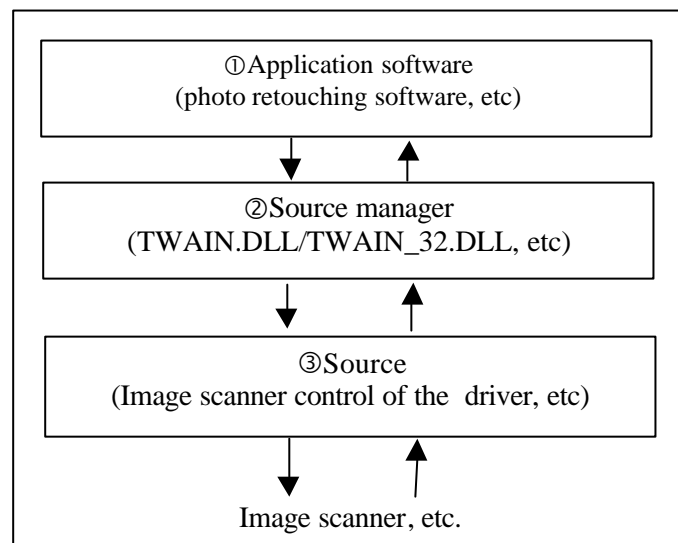 ①Application software
(photo retouching software, etc)
②Source manager
(TWAIN.DLL/TWAIN_32.DLL, etc)
③Source
(Image scanner control of the driver, etc)
Image scanner, etc.